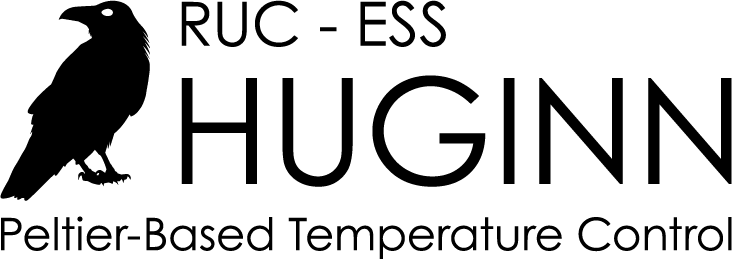 RUC - ESS
HUGINN
Peltier-Based Temperature Control